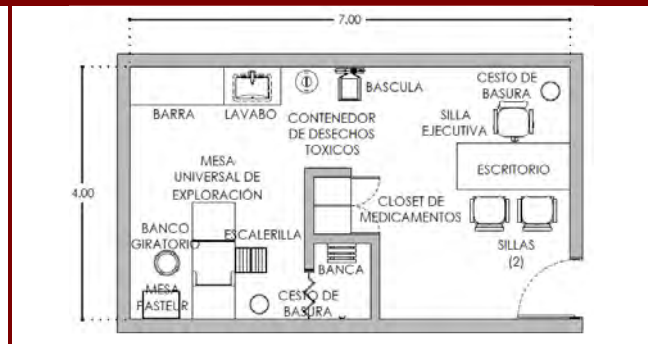 7.00
4.00
BARRA
LAVABO
CONTENEDOR
DE DESECHOS
TOXICOS
BASCULA
CESTO DE
BASURA
SILLA
EJECUTIVA
ESCRITORIO
MESA
UNIVERSAL DE
EXPLORACIÓN
CLOSET DE
MEDICAMENTOS
SILLAS
(2)
BANCO
GIRATORIO
ESCALERILLA
BANCA
MESA
PASTEUR
CESTO DE
BASURA